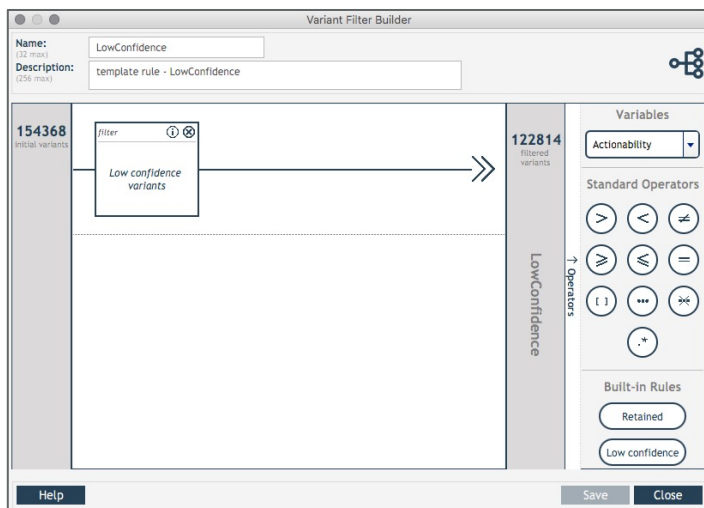 Variant Filter Builder
Name:
(32 max)
LowConfidence
Description:
(256 max)
template rule - LowConfidence
154368
initial variants
filter
Low confidence
variants
122814
filtered
variants
LowConfidence
Operators
Variables
Actionability
Standard Operators
>
<
≠
⩾
⩽
=
[ ]
•••
.*
Built-in Rules
Retained
Low confidence
Help
Save
Close